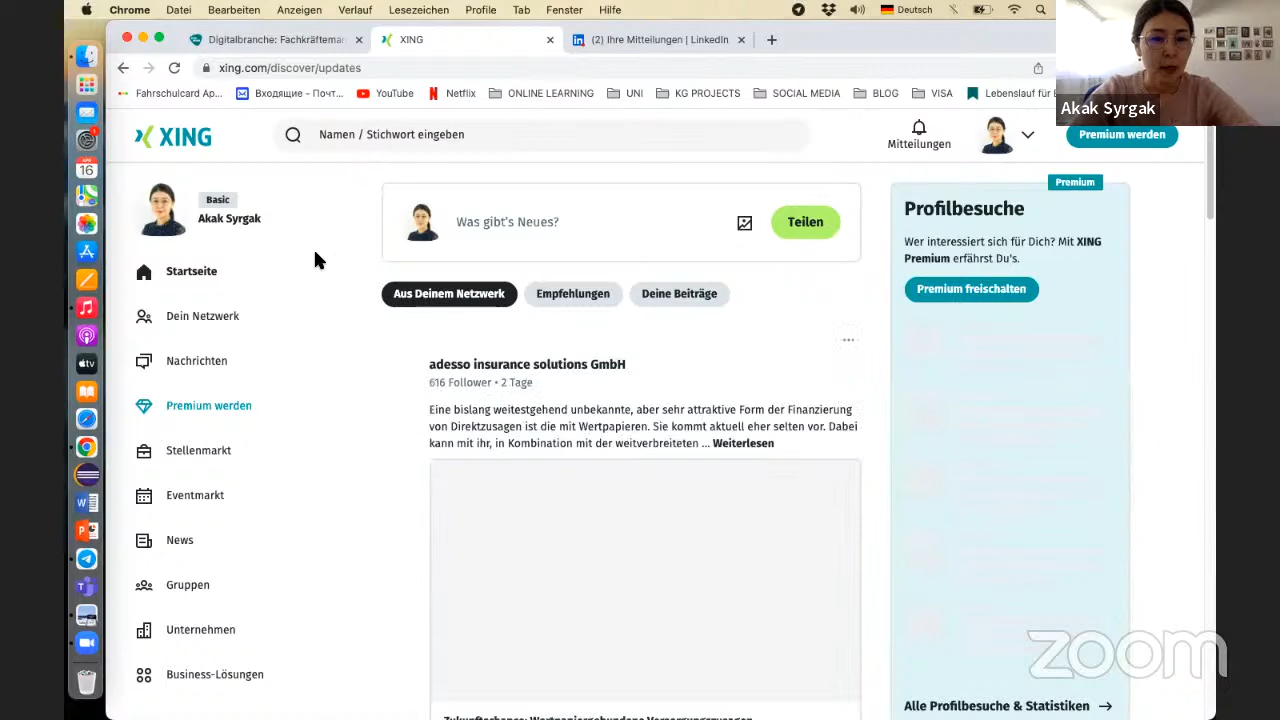 Chrome Datei Bearbeiten Anzeigen Verlauf Lesezeichen Profile Tab Fenster Hilfe Deutsch
Digitalbranche: Fachkräfteman
XING
(2) Ihre Mitteilungen | LinkedIn
xing.com/discover/updates
Fahrschulcard Ap...
Входящие – Почт...
YouTube
Netflix
ONLINE LEARNING
UNI
KG PROJECTS
SOCIAL MEDIA
BLOG
VISA
Lebenslauf für
Akak Syrgak
XING
Namen / Stichwort eingeben
Mitteilungen
Premium werden
Basic
Akak Syrgak
Startseite
Dein Netzwerk
Nachrichten
Premium werden
Stellenmarkt
Eventmarkt
News
Gruppen
Unternehmen
Business-Lösungen
Was gibt's Neues?
Teilen
Aus Deinem Netzwerk
Empfehlungen
Deine Beiträge
adesso insurance solutions GmbH
616 Follower • 2 Tage
Eine bislang weitestgehend unbekannte, aber sehr attraktive Form der Finanzierung
von Direktzusagen ist die mit Wertpapieren. Sie kommt aktuell eher selten vor. Dabei
kann mit ihr, in Kombination mit der weitverbreiteten ... Weiterlesen
Premium
Profilbesuche
Wer interessiert sich für Dich? Mit XING
Premium erfährst Du's.
Premium freischalten
Alle Profilbesuche & Statistiken
APR
16
tv
W
P
zoom